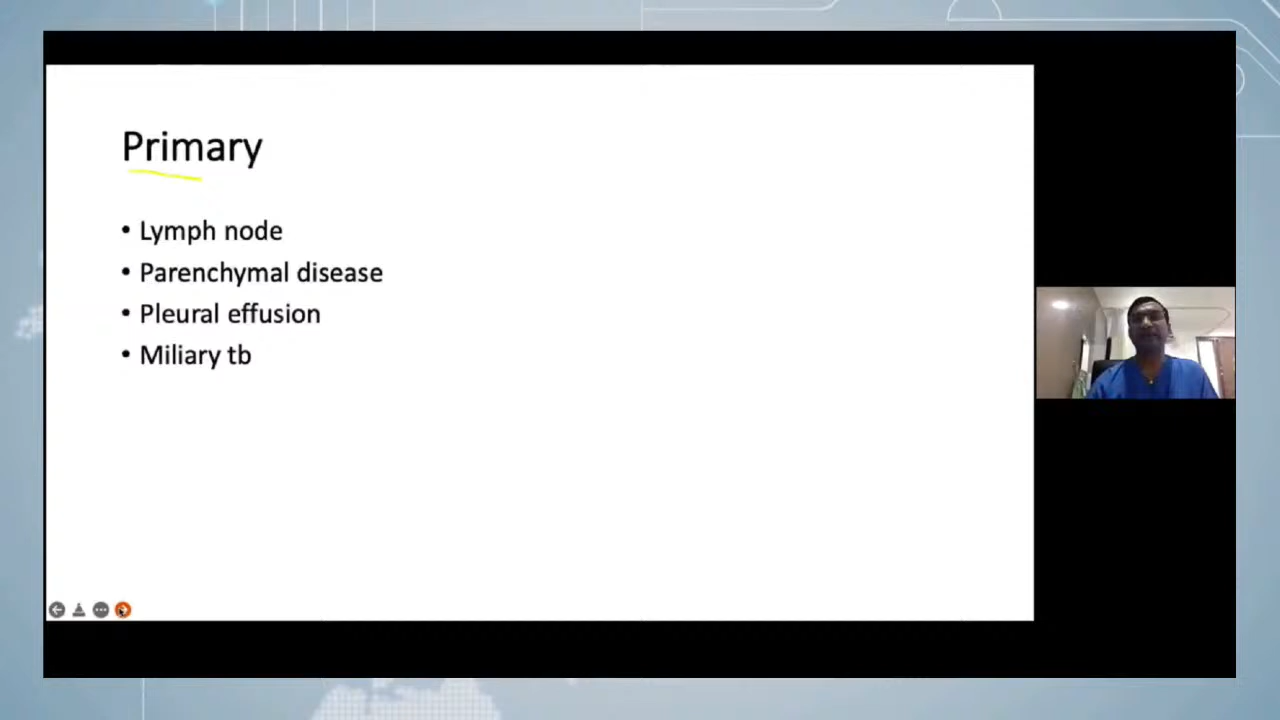 Primary
• Lymph node
• Parenchymal disease
• Pleural effusion
• Miliary tb